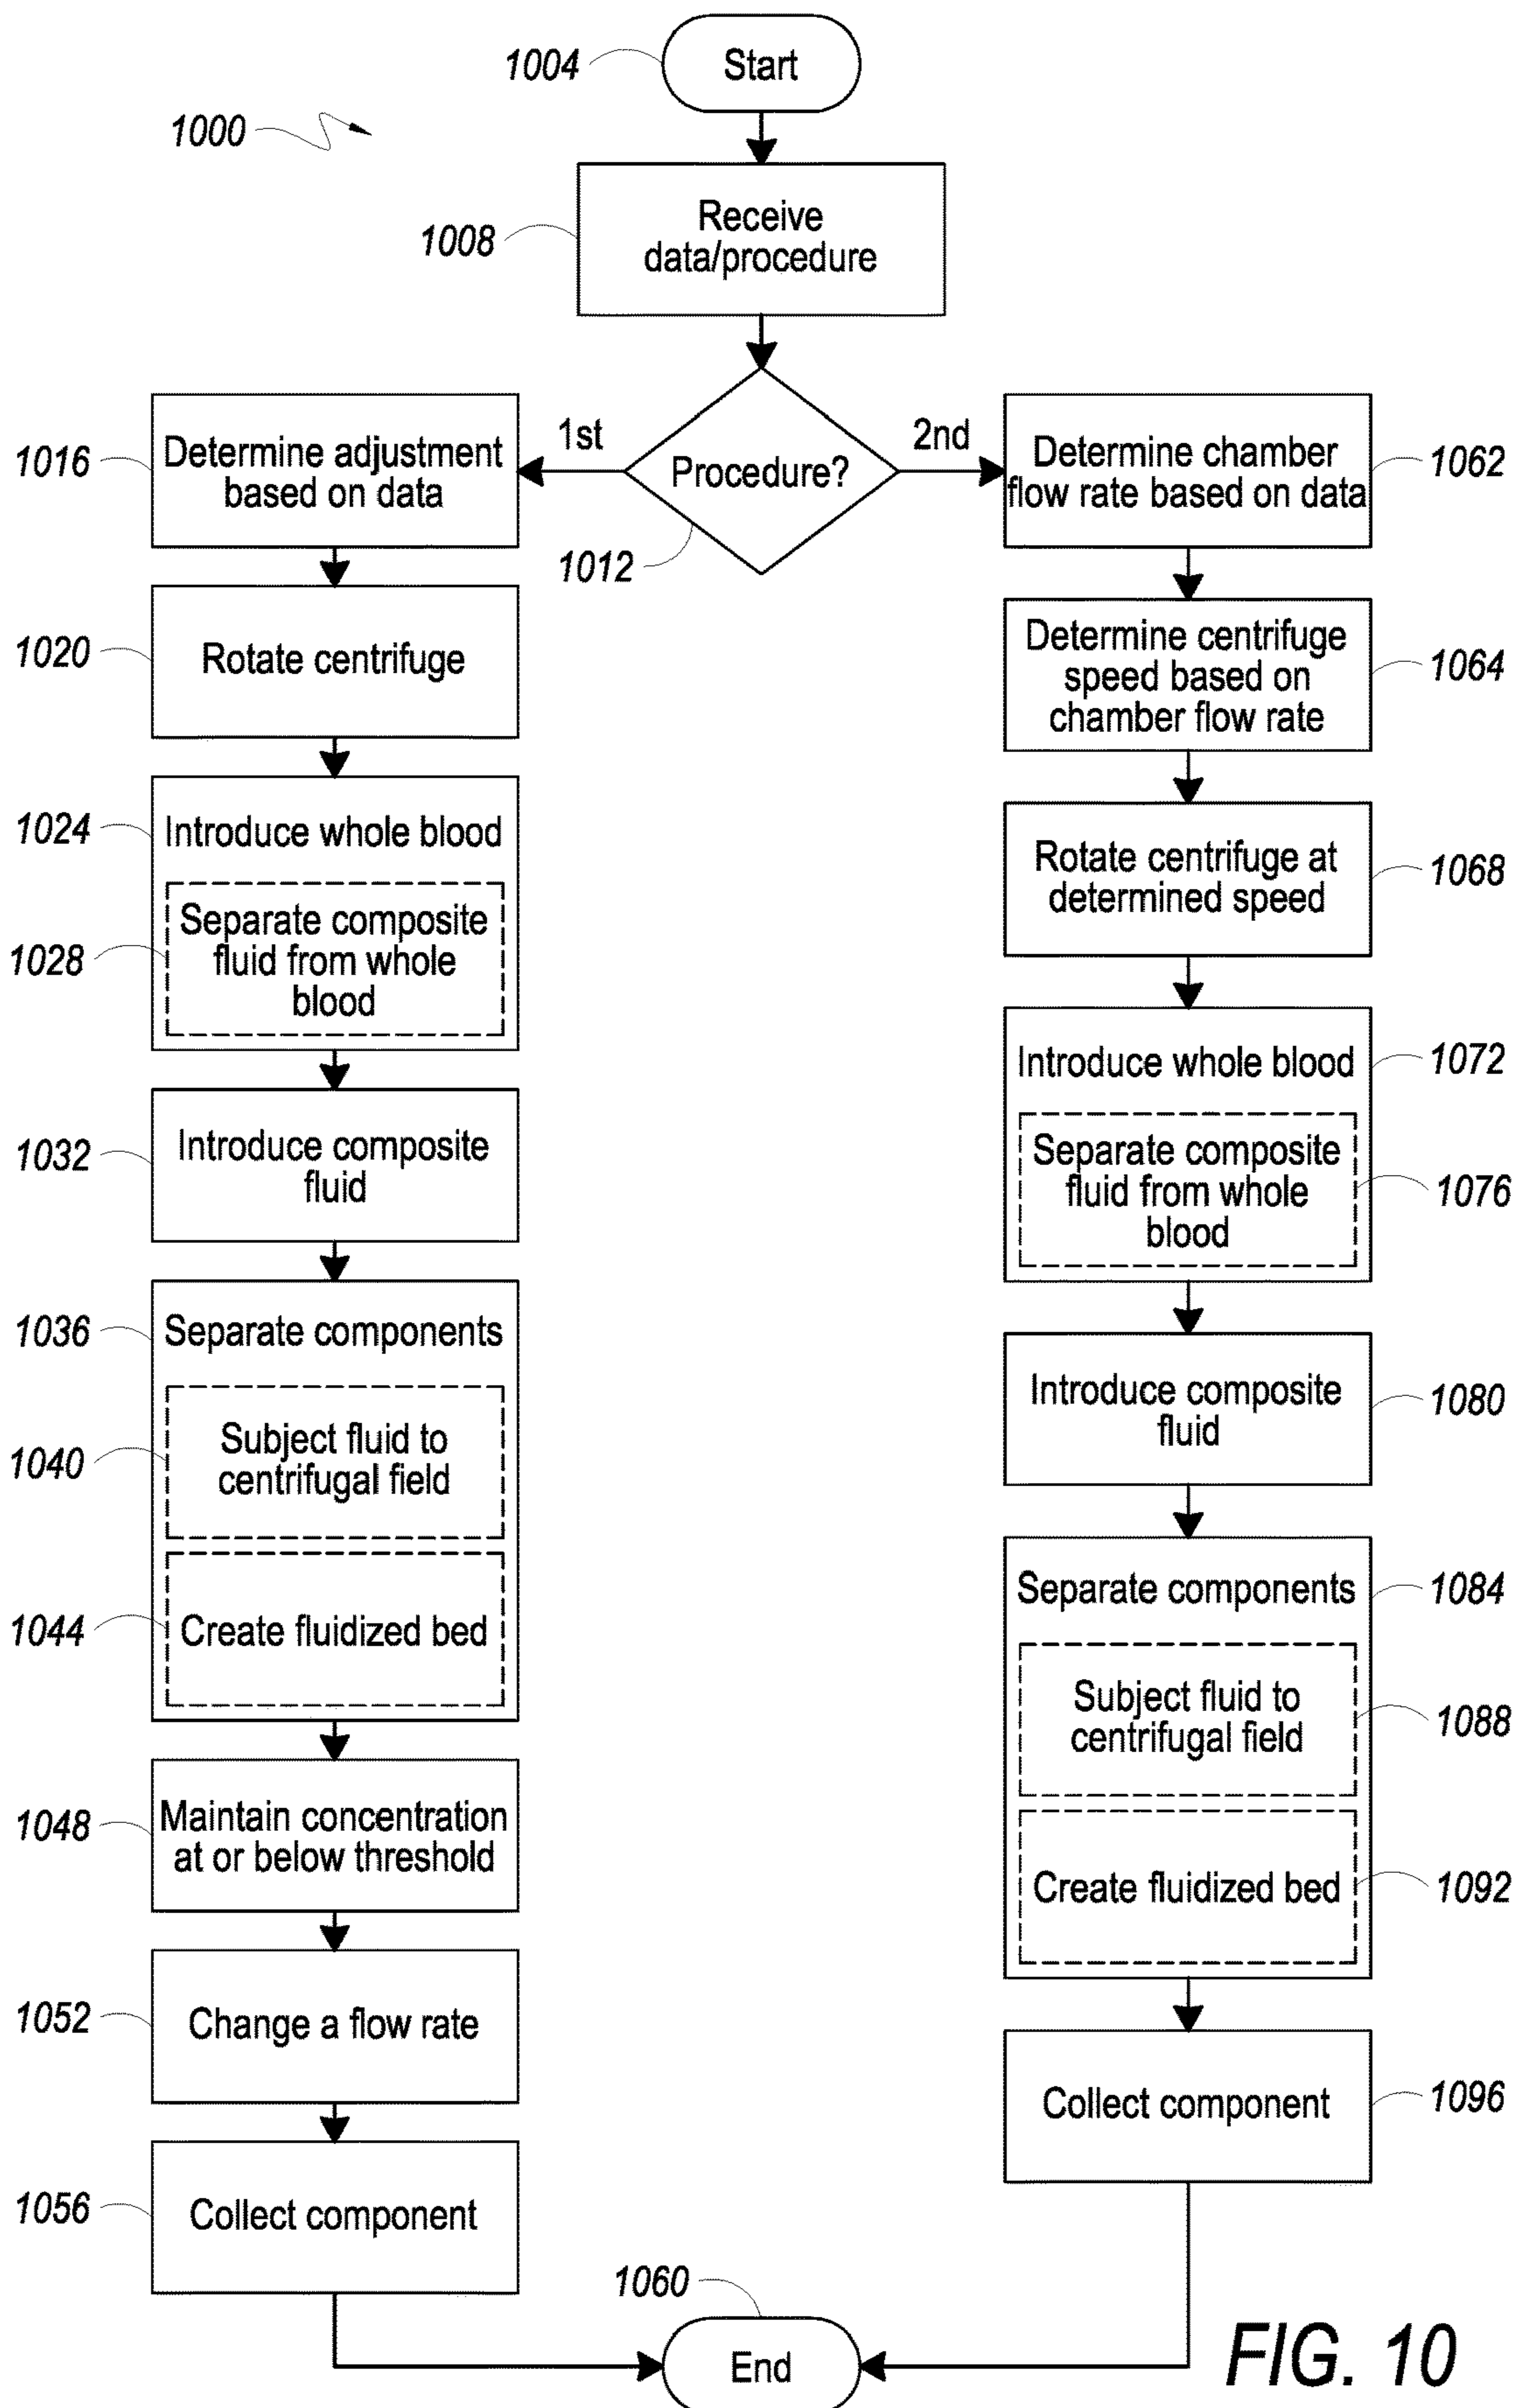 1004
Start
1000
1008
Receive
data/procedure
1012
Procedure?
1st
2nd
1016
Determine adjustment
based on data
1020
Rotate centrifuge
1024
Introduce whole blood
1028
Separate composite
fluid from whole
blood
1032
Introduce composite
fluid
1036
Separate components
1040
Subject fluid to
centrifugal field
1044
Create fluidized bed
1048
Maintain concentration
at or below threshold
1052
Change a flow rate
1056
Collect component
Determine chamber
flow rate based on data
1062
Determine centrifuge
speed based on
chamber flow rate
1064
Rotate centrifuge at
determined speed
1068
Introduce whole blood
1072
Separate composite
fluid from whole
blood
1076
Introduce composite
fluid
1080
Separate components
1084
Subject fluid to
centrifugal field
1088
Create fluidized bed
1092
Collect component
1096
1060
End
FIG. 10